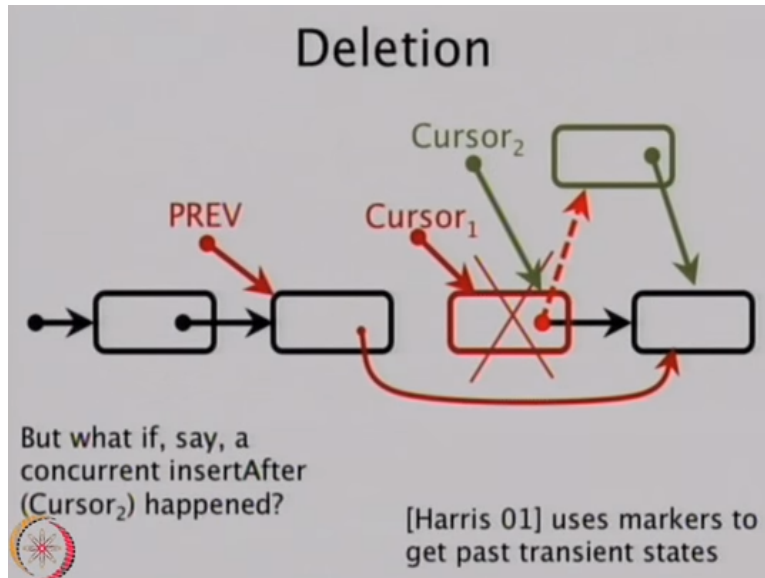 Deletion
Cursor₂
PREV
Cursor₁
But what if, say, a
concurrent insertAfter
(Cursor₂) happened?
[Harris 01] uses markers to
get past transient states